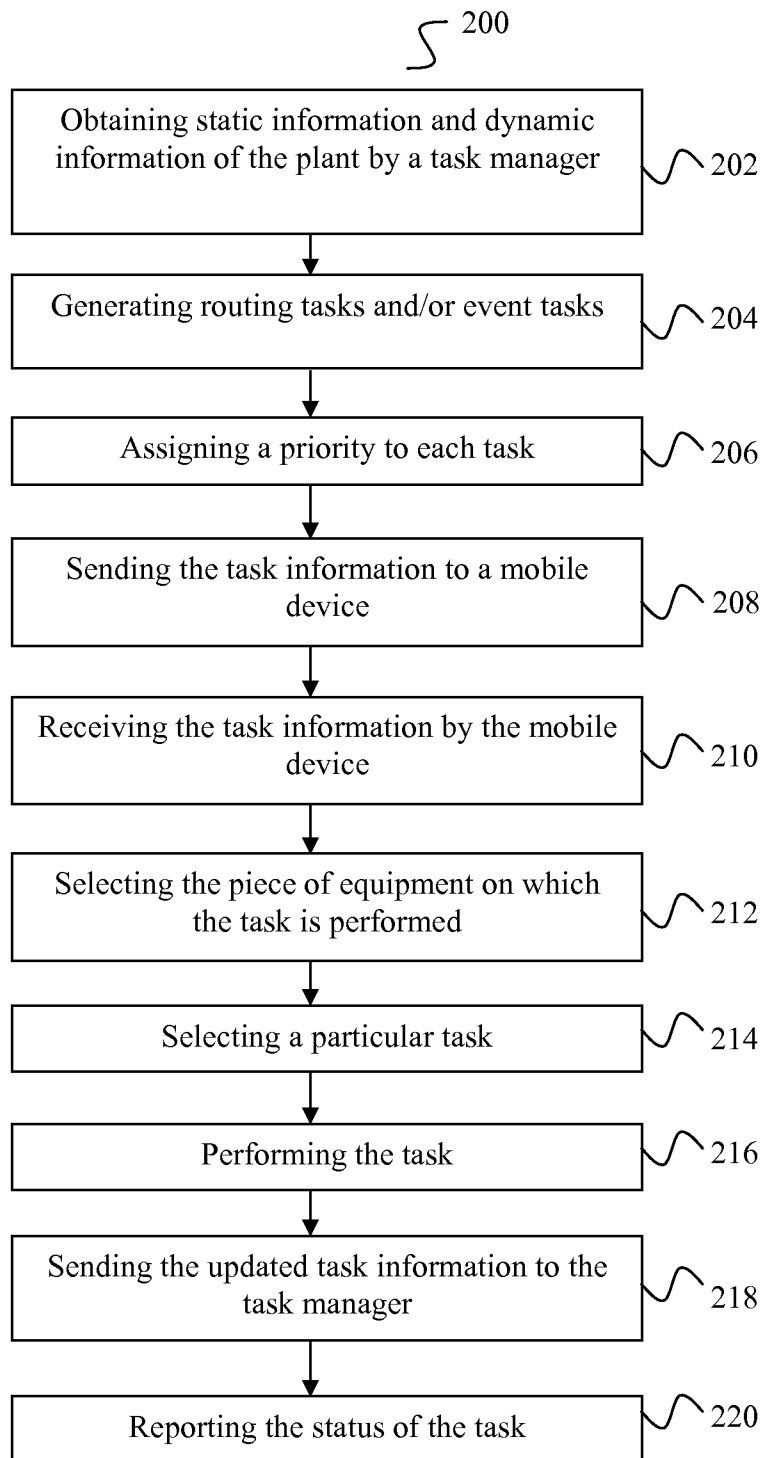 200
Obtaining static information and dynamic
information of the plant by a task manager
202
Generating routing tasks and/or event tasks
204
Assigning a priority to each task
206
Sending the task information to a mobile
device
208
Receiving the task information by the mobile
device
210
Selecting the piece of equipment on which
the task is performed
212
Selecting a particular task
214
Performing the task
216
Sending the updated task information to the
task manager
218
Reporting the status of the task
220